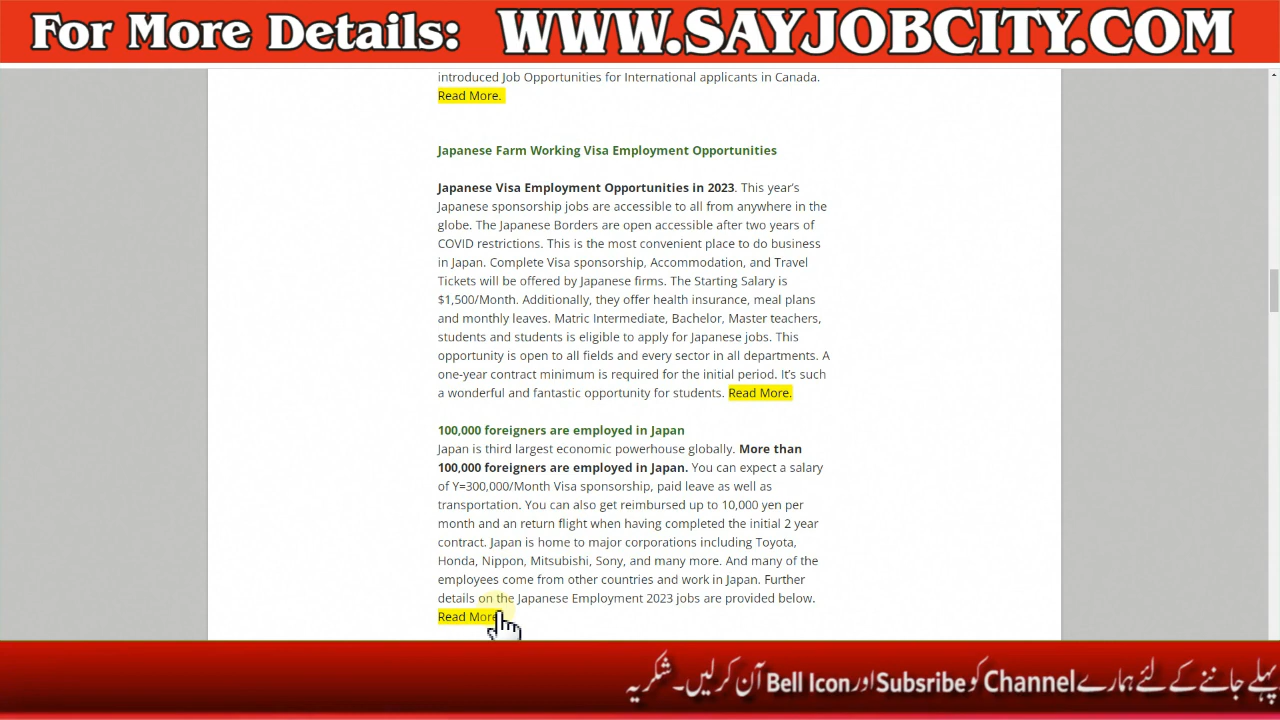 For More Details: WWW.SAYJOBCITY.COM
introduced Job Opportunities for International applicants in Canada.
Read More.
Japanese Farm Working Visa Employment Opportunities
Japanese Visa Employment Opportunities in 2023. This year's
Japanese sponsorship jobs are accessible to all from anywhere in the
globe. The Japanese Borders are open accessible after two years of
COVID restrictions. This is the most convenient place to do business
in Japan. Complete Visa sponsorship, Accommodation, and Travel
Tickets will be offered by Japanese firms. The Starting Salary is
$1,500/Month. Additionally, they offer health insurance, meal plans
and monthly leaves. Matric Intermediate, Bachelor, Master teachers,
students and students is eligible to apply for Japanese jobs. This
opportunity is open to all fields and every sector in all departments. A
one-year contract minimum is required for the initial period. It's such
a wonderful and fantastic opportunity for students. Read More.
100,000 foreigners are employed in Japan
Japan is third largest economic powerhouse globally. More than
100,000 foreigners are employed in Japan. You can expect a salary
of Y=300,000/Month Visa sponsorship, paid leave as well as
transportation. You can also get reimbursed up to 10,000 yen per
month and an return flight when having completed the initial 2 year
contract. Japan is home to major corporations including Toyota,
Honda, Nippon, Mitsubishi, Sony, and many more. And many of the
employees come from other countries and work in Japan. Further
details on the Japanese Employment 2023 jobs are provided below.
Read More
پہلے جاننے کے لئے ہمارے Channel کو Subsribe اور Bell Icon آن کرلیں۔ شکریہ